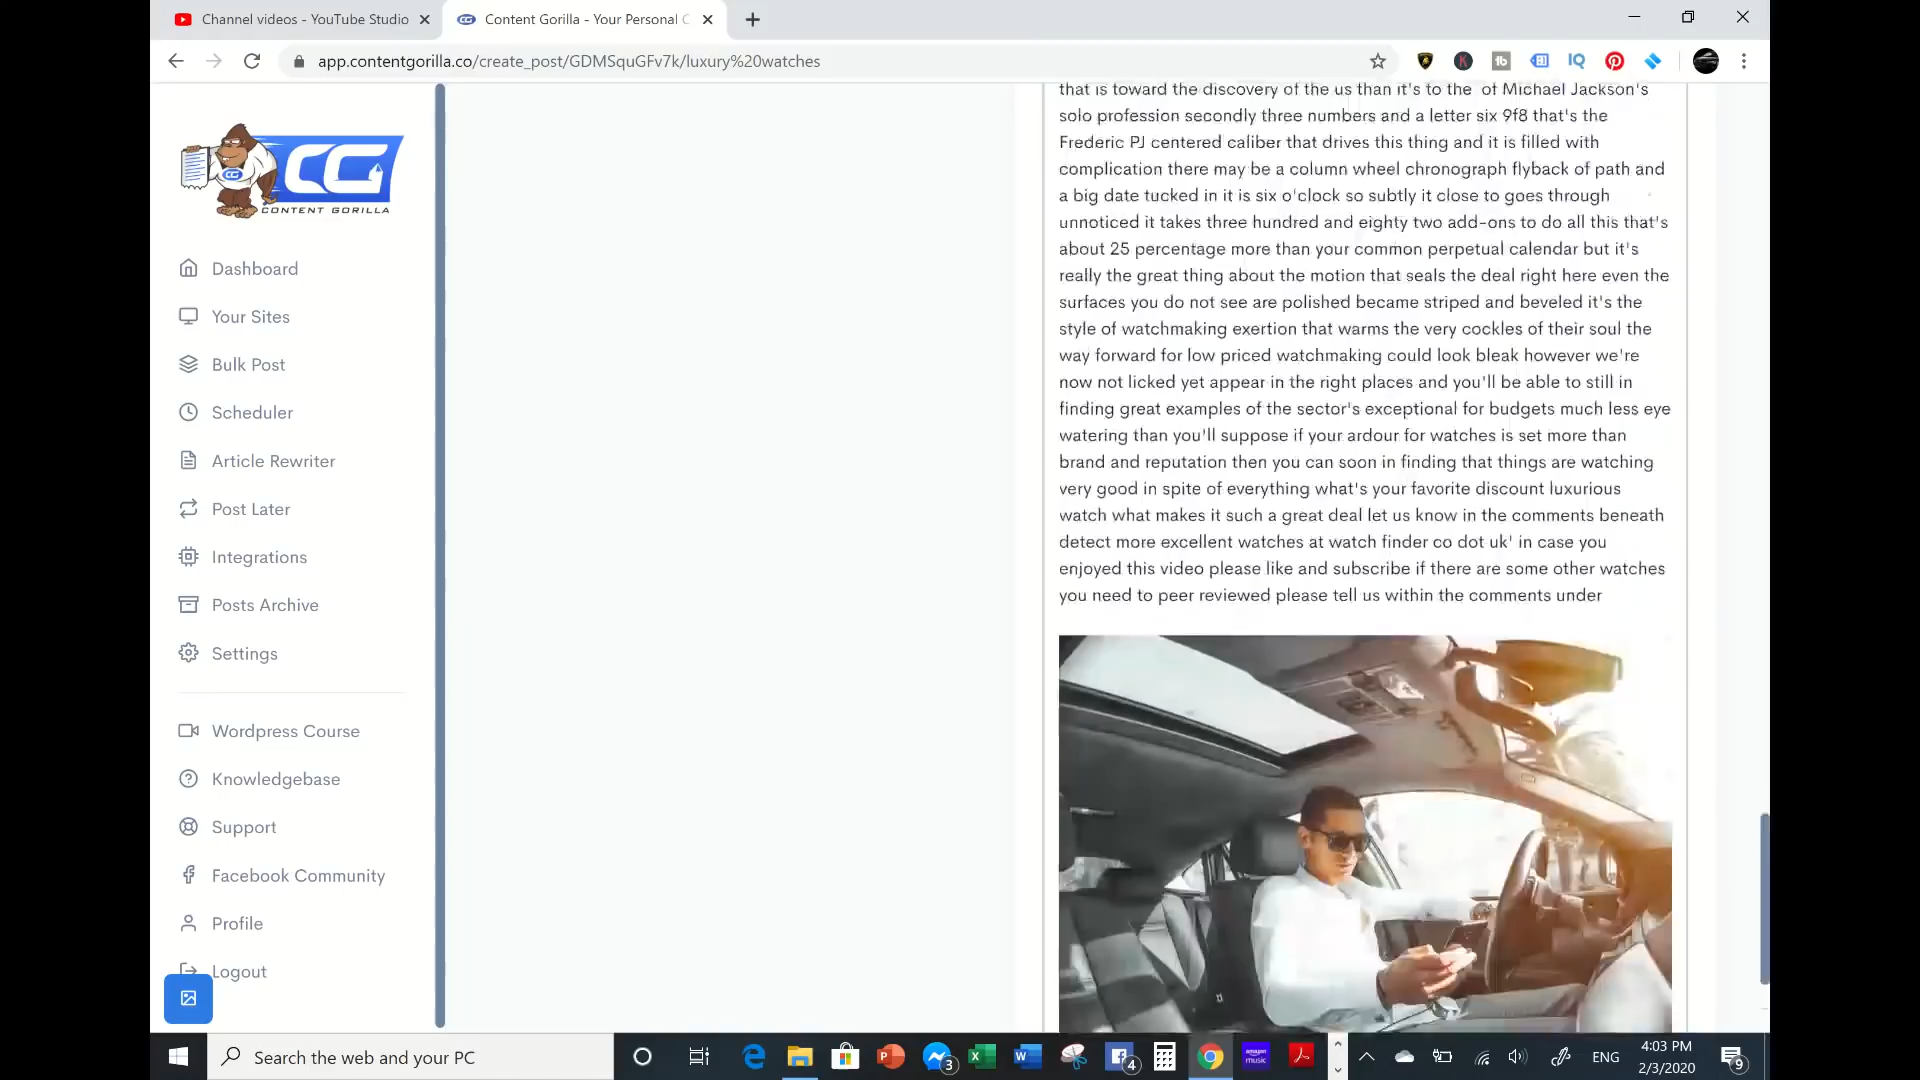 Channel videos - YouTube Studio
Content Gorilla - Your Personal C
app.contentgorilla.co/create_post/GDMSquGFv7k/luxury%20watches
CG
CONTENT GORILLA
Dashboard
Your Sites
Bulk Post
Scheduler
Article Rewriter
Post Later
Integrations
Posts Archive
Settings
Wordpress Course
Knowledgebase
Support
Facebook Community
Profile
Logout
that is toward the discovery of the us than it's to the of Michael Jackson's
solo profession secondly three numbers and a letter six 9f8 that's the
Frederic PJ centered caliber that drives this thing and it is filled with
complication there may be a column wheel chronograph flyback of path and
a big date tucked in it is six o'clock so subtly it close to goes through
unnoticed it takes three hundred and eighty two add-ons to do all this that's
about 25 percentage more than your common perpetual calendar but it's
really the great thing about the motion that seals the deal right here even the
surfaces you do not see are polished became striped and beveled it's the
style of watchmaking exertion that warms the very cockles of their soul the
way forward for low priced watchmaking could look bleak however we're
now not licked yet appear in the right places and you'll be able to still in
finding great examples of the sector's exceptional for budgets much less eye
watering than you'll suppose if your ardour for watches is set more than
brand and reputation then you can soon in finding that things are watching
very good in spite of everything what's your favorite discount luxurious
watch what makes it such a great deal let us know in the comments beneath
detect more excellent watches at watch finder co dot uk' in case you
enjoyed this video please like and subscribe if there are some other watches
you need to peer reviewed please tell us within the comments under
Search the web and your PC
3
4
amazon music
ENG
4:03 PM
2/3/2020
9